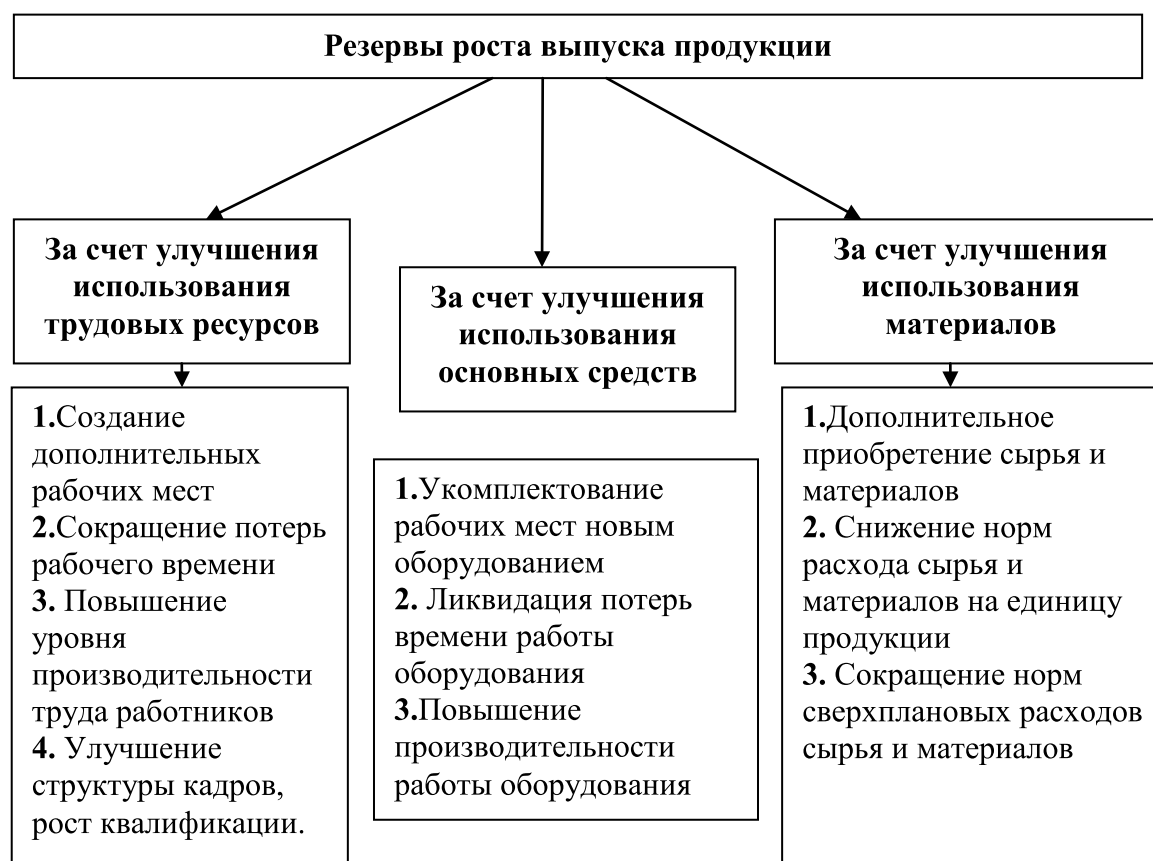 Резервы роста выпуска продукции
За счет улучшения
использования
трудовых ресурсов
За счет улучшения
использования
основных средств
За счет улучшения
использования
материалов
1.Создание
дополнительных
рабочих мест
2.Сокращение потерь
рабочего времени
3. Повышение
уровня
производительности
труда работников
4. Улучшение
структуры кадров,
рост квалификации.
1.Укомплектование
рабочих мест новым
оборудованием
2. Ликвидация потерь
времени работы
оборудования
3.Повышение
производительности
работы оборудования
1.Дополнительное
приобретение сырья и
материалов
2. Снижение норм
расхода сырья и
материалов на единицу
продукции
3. Сокращение норм
сверхплановых расходов
сырья и материалов